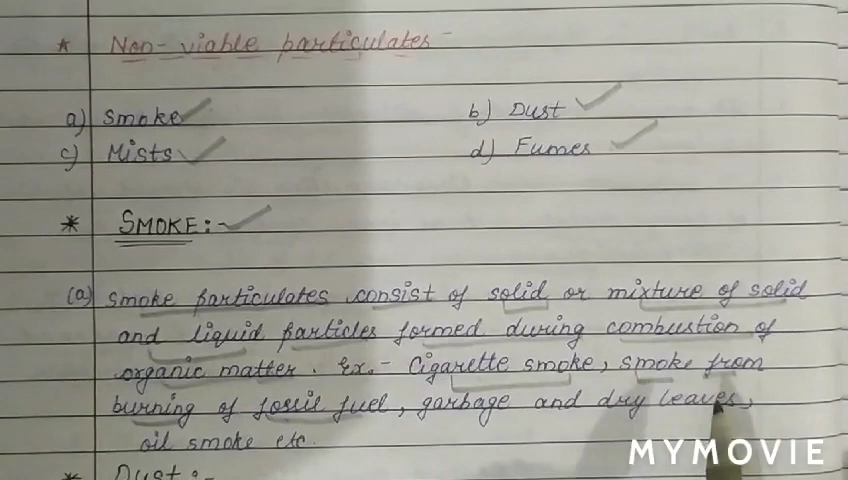 * Non-viable particulates-
a) Smoke b) Dust
c) Mists d) Fumes
* SMOKE:-
(a) Smoke particulates consist of solid or mixture of solid
and liquid particles formed during combustion of
organic matter. Ex.- Cigarette smoke, smoke from
burning of fossil fuel, garbage and dry leaves,
oil smoke etc.
* Dust:-
MYMOVIE